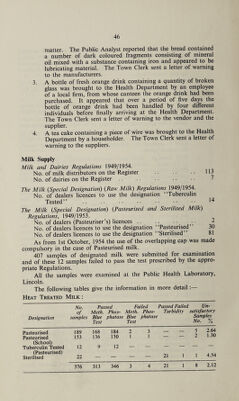 46
matter. The Public Analyst reported that the bread contained
a number of dark coloured fragments consisting of mineral
oil mixed with a substance containing iron and appeared to be
lubricating material. The Town Clerk sent a letter of warning
to the manufacturers.
3. A bottle of fresh orange drinking containing a quantity of broken
glass was brought to the Health Department by an employee
of a local firm, from whose canteen the orange drink had been
purchased. It appeared that over a period of five days the
bottle of orange drink had been handled by four different
individuals before finally arriving at the Health Department.
The Town Clerk sent a letter of warning to the vendor and the
supplier.
4. A tea cake containing a piece of wire was brought to the Health
Department by a householder. The Town Clerk sent a letter of
warning to the suppliers.
Milk Supply
Milk and Dairies Regulations 1949/1954.
No. of milk distributors on the Register .. .. .. 113
No. of dairies on the Register .. .. .. .. 7
The Milk (Special Designation) (Raw Milk) Regulations 1949/1954.
No. of dealers licences to use the designation "Tuberculin
Tested" .. .. .. .. .. .. 14
The Milk (Special Designation) (Pasteurised and Sterilised Milk)
Regulations, 1949/1953.
No. of dealers (Pasteuriser's) licences .. .. .. 2
No. of dealers licences to use the designation "Pasteurised" 30
No. of dealers licences to use the designation "Sterilised" 81
As from 1st October, 1954 the use of the overlapping cap was made
compulsory in the case of Pasteurised milk.
407 samples of designated milk were submitted for examination
and of these 12 samples failed to pass the test prescribed by the appro-
priate Regulations.
All the samples were examined at the Public Health Laboratory,
Lincoln.
The following tables give the information in more detail :—
Heat Treated Milk :
No. Passed Failed Passed Failed Un-
of Meth. Phos- Meth. Phos- Turbidity satisfactory
Designation samples Blue phatase Blue phatase Samples
Test Test No. %
Pasteurised 189 168 184 2 3 — — 5 2.64
Pasteurised 153 136 150 1 1 — — 2 1.30
(School)
Tuberculin Tested 12 9 12 — — — — — —
(Pasteurised)
Sterilised 22 — — — — 21 1 1 4.54
376 313 346 3 4 21 1 8 2.12